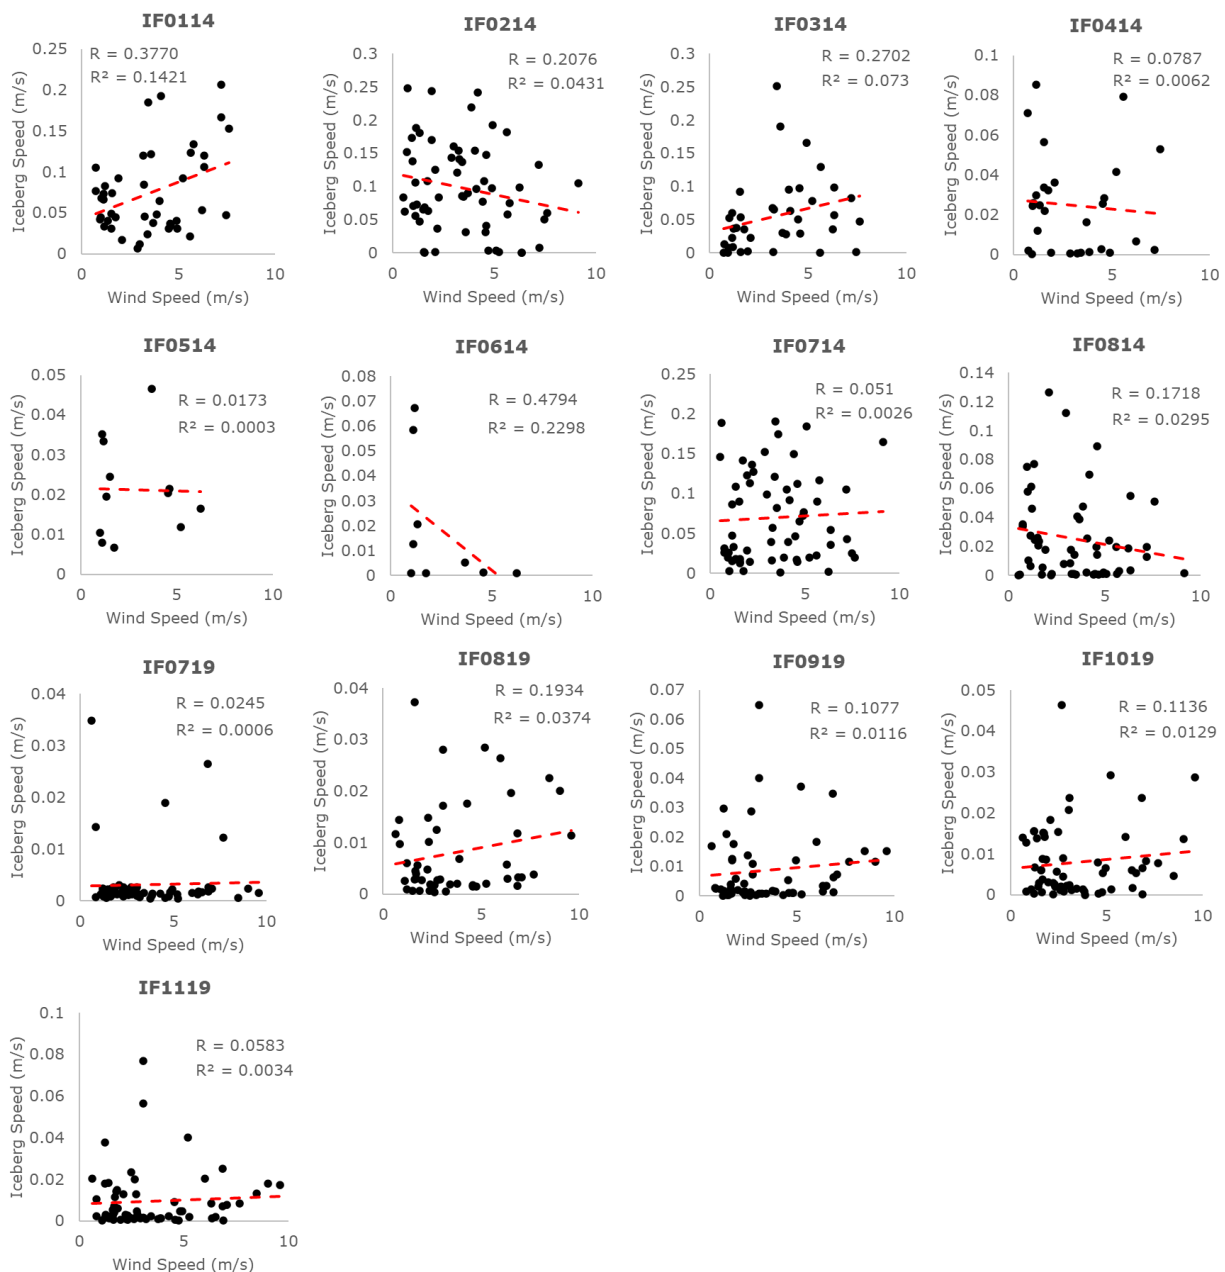 IF0114
R = 0.3770
R² = 0.1421
Iceberg Speed (m/s)
0.25
0.2
0.15
0.1
0.05
0
0
5
10
Wind Speed (m/s)
IF0214
R = 0.2076
R² = 0.0431
Iceberg Speed (m/s)
0.3
0.25
0.2
0.15
0.1
0.05
0
0
5
10
Wind Speed (m/s)
IF0314
R = 0.2702
R² = 0.073
Iceberg Speed (m/s)
0.3
0.2
0.1
0
0
5
10
Wind Speed (m/s)
IF0414
R = 0.0787
R² = 0.0062
Iceberg Speed (m/s)
0.1
0.08
0.06
0.04
0.02
0
0
5
10
Wind Speed (m/s)
IF0514
R = 0.0173
R² = 0.0003
Iceberg Speed (m/s)
0.05
0.04
0.03
0.02
0.01
0
0
5
10
Wind Speed (m/s)
IF0614
R = 0.4794
R² = 0.2298
Iceberg Speed (m/s)
0.08
0.07
0.06
0.05
0.04
0.03
0.02
0.01
0
0
5
10
Wind Speed (m/s)
IF0714
R = 0.051
R² = 0.0026
Iceberg Speed (m/s)
0.25
0.2
0.15
0.1
0.05
0
0
5
10
Wind Speed (m/s)
IF0814
R = 0.1718
R² = 0.0295
Iceberg Speed (m/s)
0.14
0.12
0.1
0.08
0.06
0.04
0.02
0
0
5
10
Wind Speed (m/s)
IF0719
R = 0.0245
R² = 0.0006
Iceberg Speed (m/s)
0.04
0.03
0.02
0.01
0
0
5
10
Wind Speed (m/s)
IF0819
R = 0.1934
R² = 0.0374
Iceberg Speed (m/s)
0.04
0.03
0.02
0.01
0
0
5
10
Wind Speed (m/s)
IF0919
R = 0.1077
R² = 0.0116
Iceberg Speed (m/s)
0.07
0.06
0.05
0.04
0.03
0.02
0.01
0
0
5
10
Wind Speed (m/s)
IF1019
R = 0.1136
R² = 0.0129
Iceberg Speed (m/s)
0.05
0.04
0.03
0.02
0.01
0
0
5
10
Wind Speed (m/s)
IF1119
R = 0.0583
R² = 0.0034
Iceberg Speed (m/s)
0.1
0.08
0.06
0.04
0.02
0
0
5
10
Wind Speed (m/s)